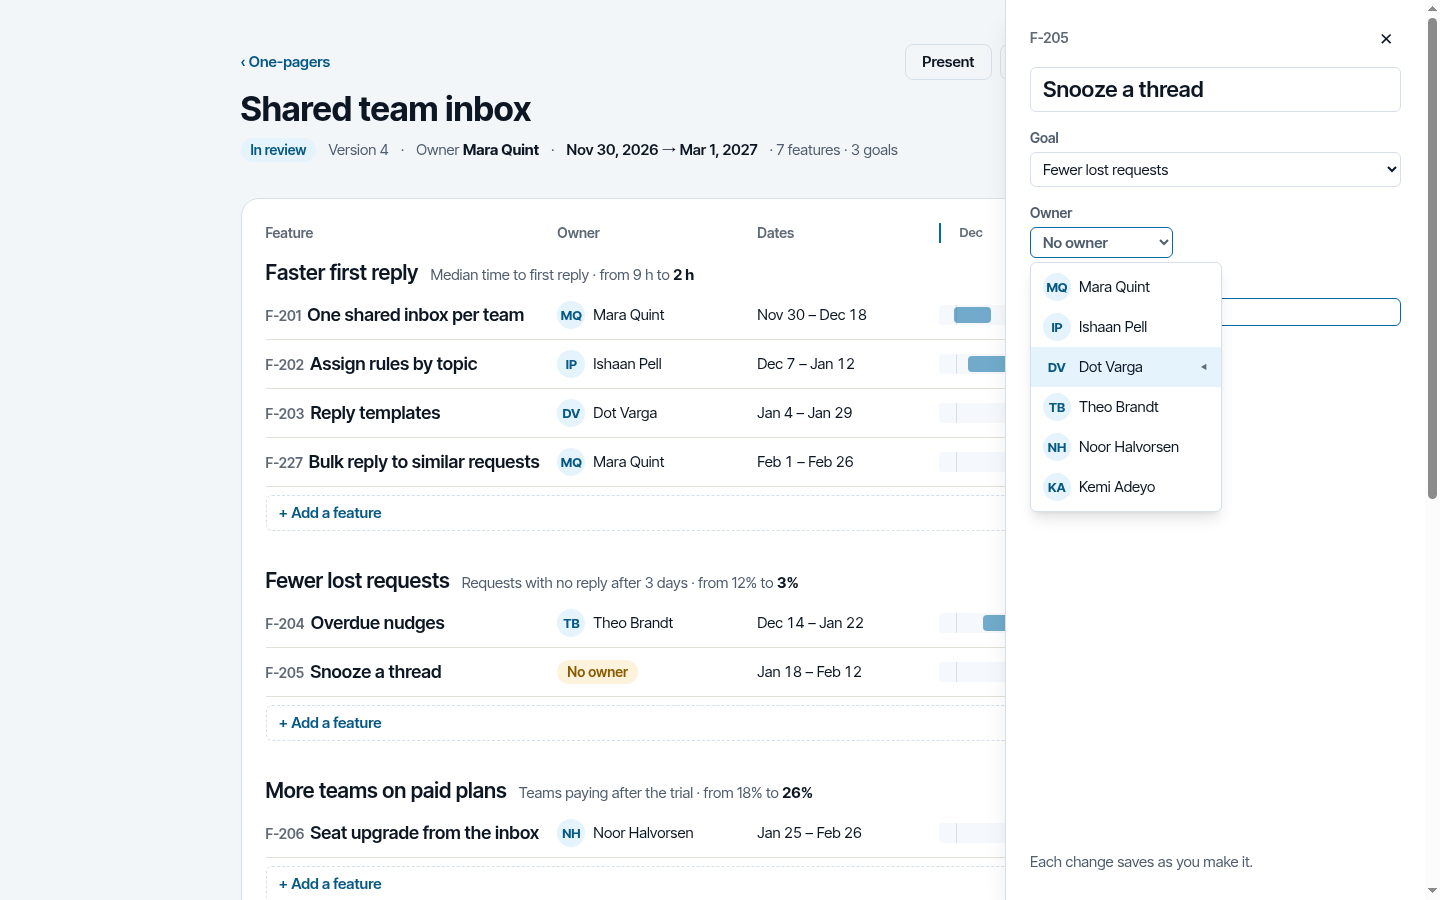 ‹ One-pagers
Present
Shared team inbox
In review Version 4 · Owner Mara Quint · Nov 30, 2026 → Mar 1, 2027 · 7 features · 3 goals
Feature Owner Dates Dec
Faster first reply Median time to first reply · from 9 h to 2 h
F-201 One shared inbox per team MQ Mara Quint Nov 30 – Dec 18
F-202 Assign rules by topic IP Ishaan Pell Dec 7 – Jan 12
F-203 Reply templates DV Dot Varga Jan 4 – Jan 29
F-227 Bulk reply to similar requests MQ Mara Quint Feb 1 – Feb 26
+ Add a feature
Fewer lost requests Requests with no reply after 3 days · from 12% to 3%
F-204 Overdue nudges TB Theo Brandt Dec 14 – Jan 22
F-205 Snooze a thread No owner Jan 18 – Feb 12
+ Add a feature
More teams on paid plans Teams paying after the trial · from 18% to 26%
F-206 Seat upgrade from the inbox NH Noor Halvorsen Jan 25 – Feb 26
+ Add a feature
F-205 ×
Snooze a thread
Goal
Fewer lost requests
Owner
No owner
MQ Mara Quint
IP Ishaan Pell
DV Dot Varga
TB Theo Brandt
NH Noor Halvorsen
KA Kemi Adeyo
Each change saves as you make it.